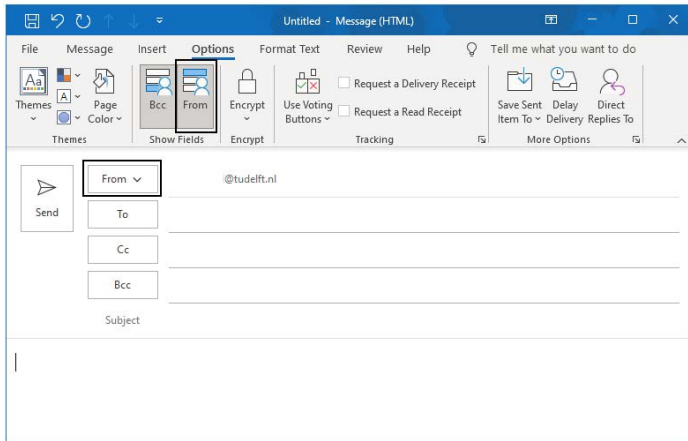 Untitled - Message (HTML)
File Message Insert Options Format Text Review Help Tell me what you want to do
Aa
A
Themes
Page Color
Bcc
From
Encrypt
Use Voting Buttons
Request a Delivery Receipt
Request a Read Receipt
Save Sent Item To
Delay Delivery
Direct Replies To
Themes Show Fields Encrypt Tracking More Options
From @tudelft.nl
Send
To
Cc
Bcc
Subject